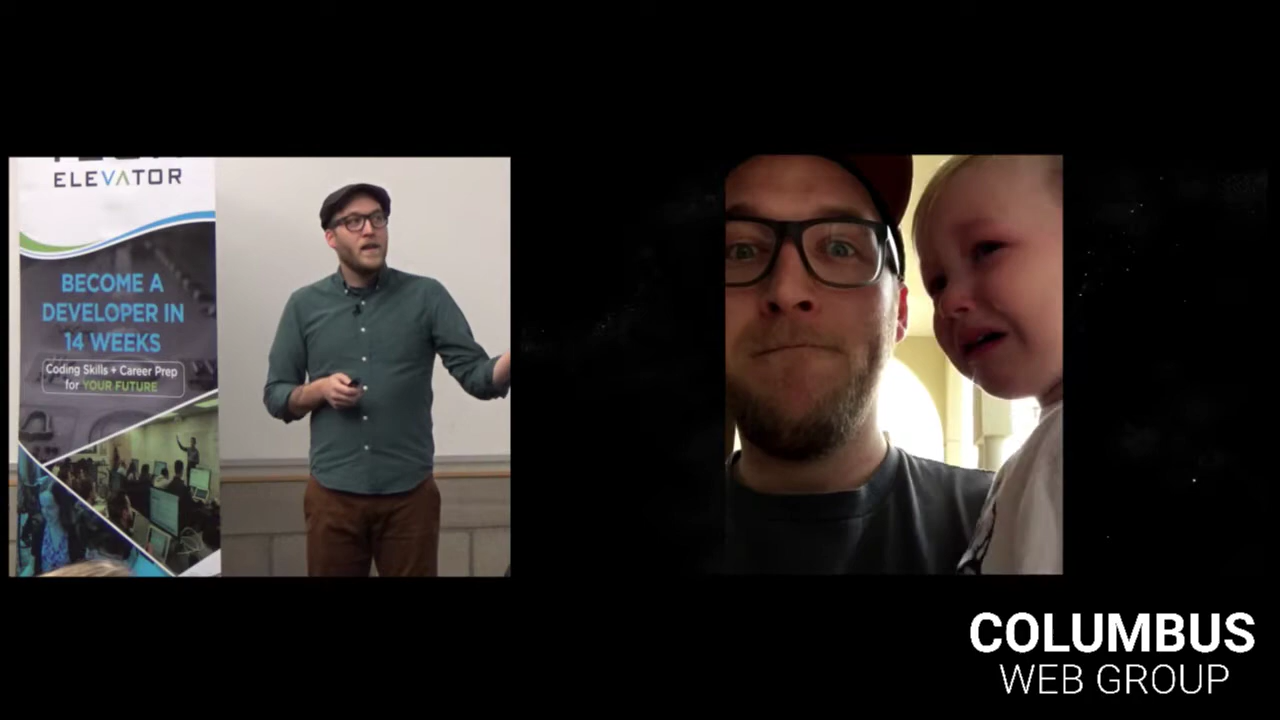 ELEVATOR
BECOME A
DEVELOPER IN
14 WEEKS
Coding Skills + Career Prep
for YOUR FUTURE
COLUMBUS
WEB GROUP